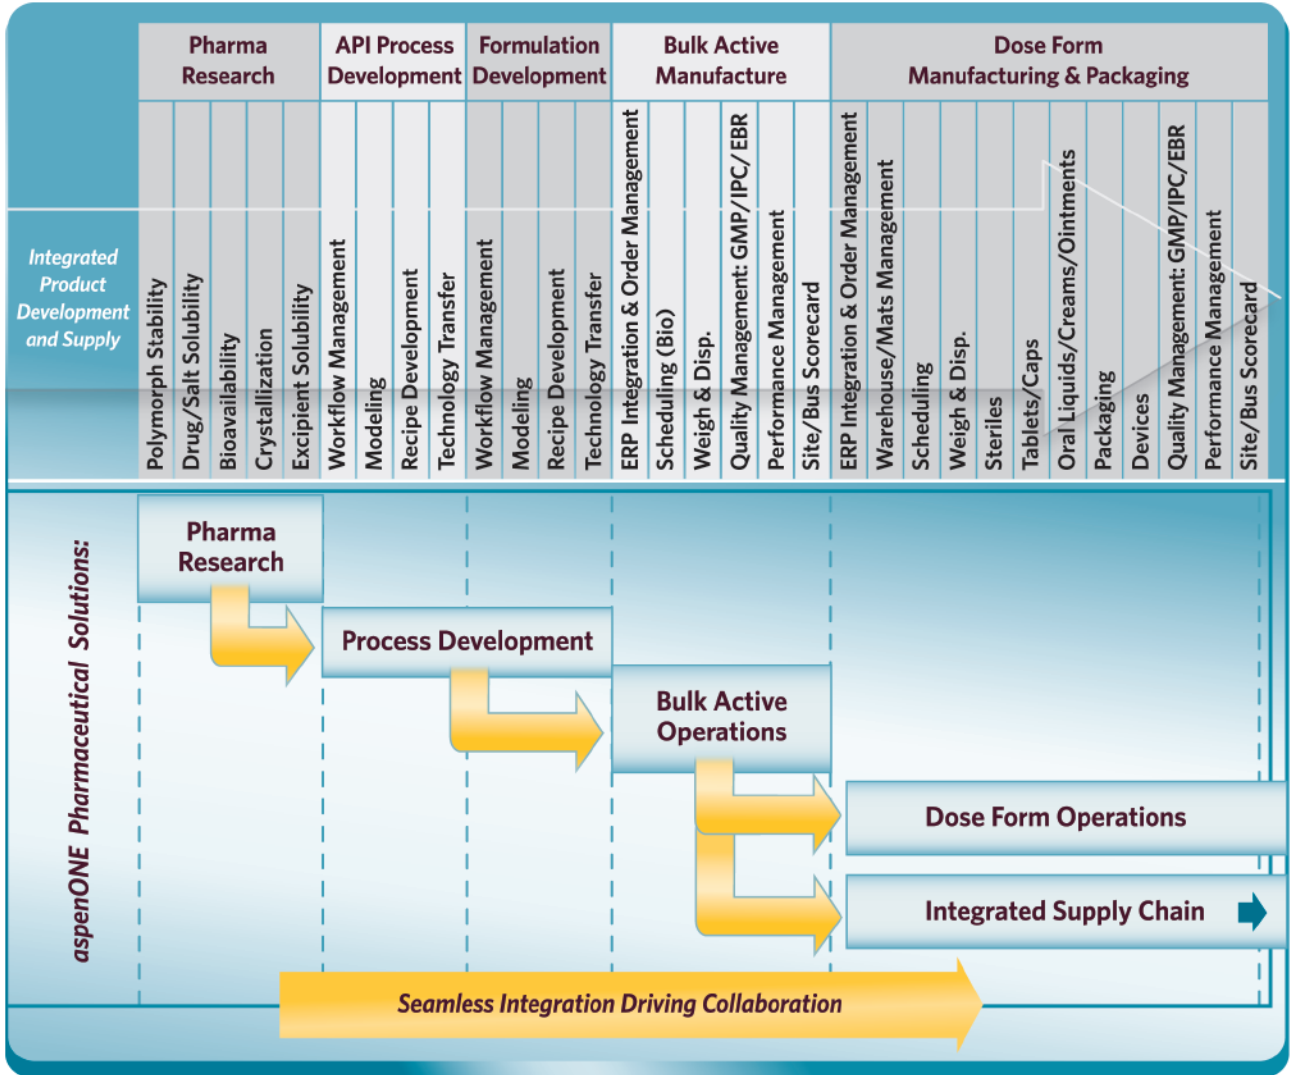 Pharma
Research
API Process
Development
Formulation
Development
Bulk Active
Manufacture
Dose Form
Manufacturing & Packaging
Integrated
Product
Development
and Supply
Polymorph Stability
Drug/Salt Solubility
Bioavailability
Crystallization
Excipient Solubility
Workflow Management
Modeling
Recipe Development
Technology Transfer
Workflow Management
Modeling
Recipe Development
Technology Transfer
ERP Integration & Order Management
Scheduling (Bio)
Weigh & Disp.
Quality Management: GMP/IPC/EBR
Performance Management
Site/Bus Scorecard
ERP Integration & Order Management
Warehouse/Mats Management
Scheduling
Weigh & Disp.
Steriles
Tablets/Caps
Oral Liquids/Creams/Ointments
Packaging
Devices
Quality Management: GMP/IPC/EBR
Performance Management
Site/Bus Scorecard
aspenONE Pharmaceutical Solutions:
Pharma
Research
Process Development
Bulk Active
Operations
Dose Form Operations
Integrated Supply Chain
Seamless Integration Driving Collaboration